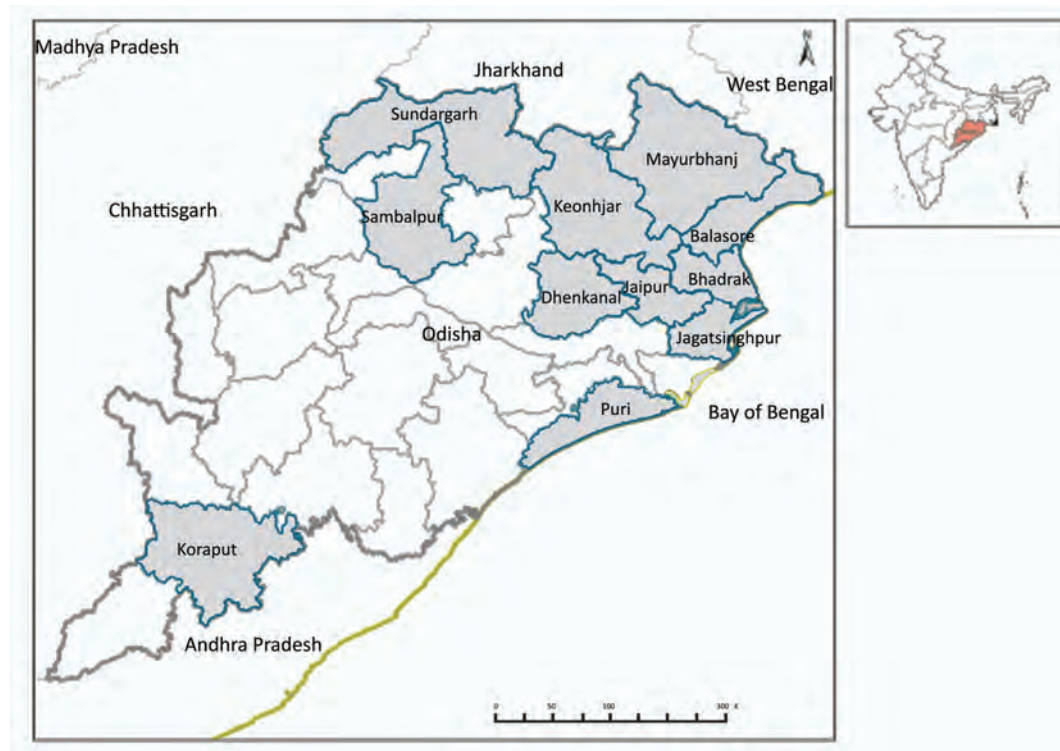 Madhya Pradesh
N
Jharkhand
West Bengal
Sundargarh
Mayurbhanj
Chhattisgarh
Sambalpur
Keonhjar
Balasore
Bhadrak
Dhenkanal
Jaipur
Odisha
Jagatsinghpur
Puri
Bay of Bengal
Koraput
Andhra Pradesh
0 50 100 300 K